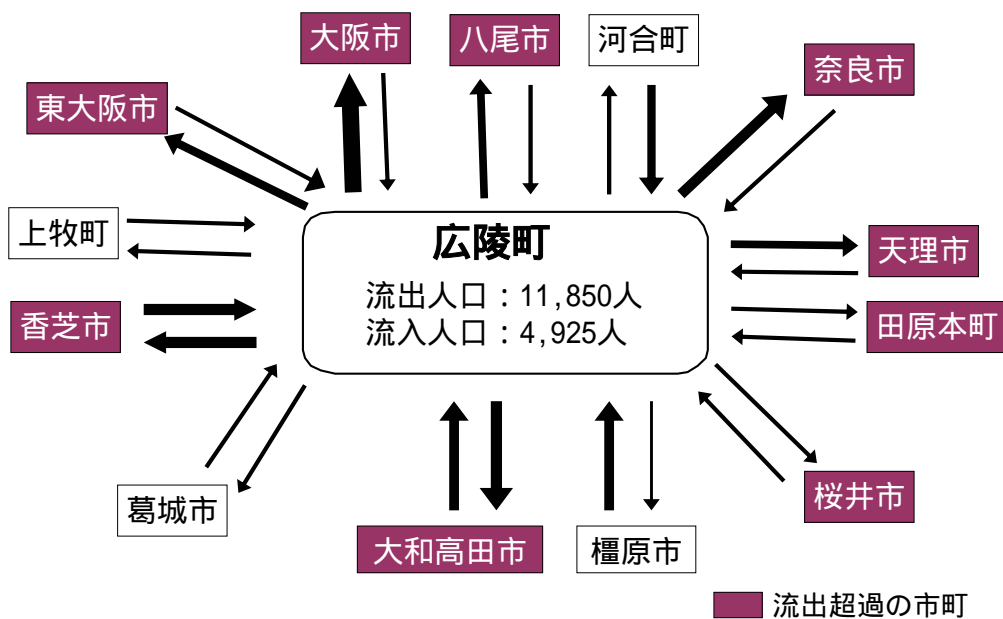 大阪市
八尾市
河合町
奈良市
東大阪市
上牧町
広陵町
流出人口：11,850人
流入人口：4,925人
天理市
香芝市
田原本町
葛城市
大和高田市
橿原市
桜井市
流出超過の市町